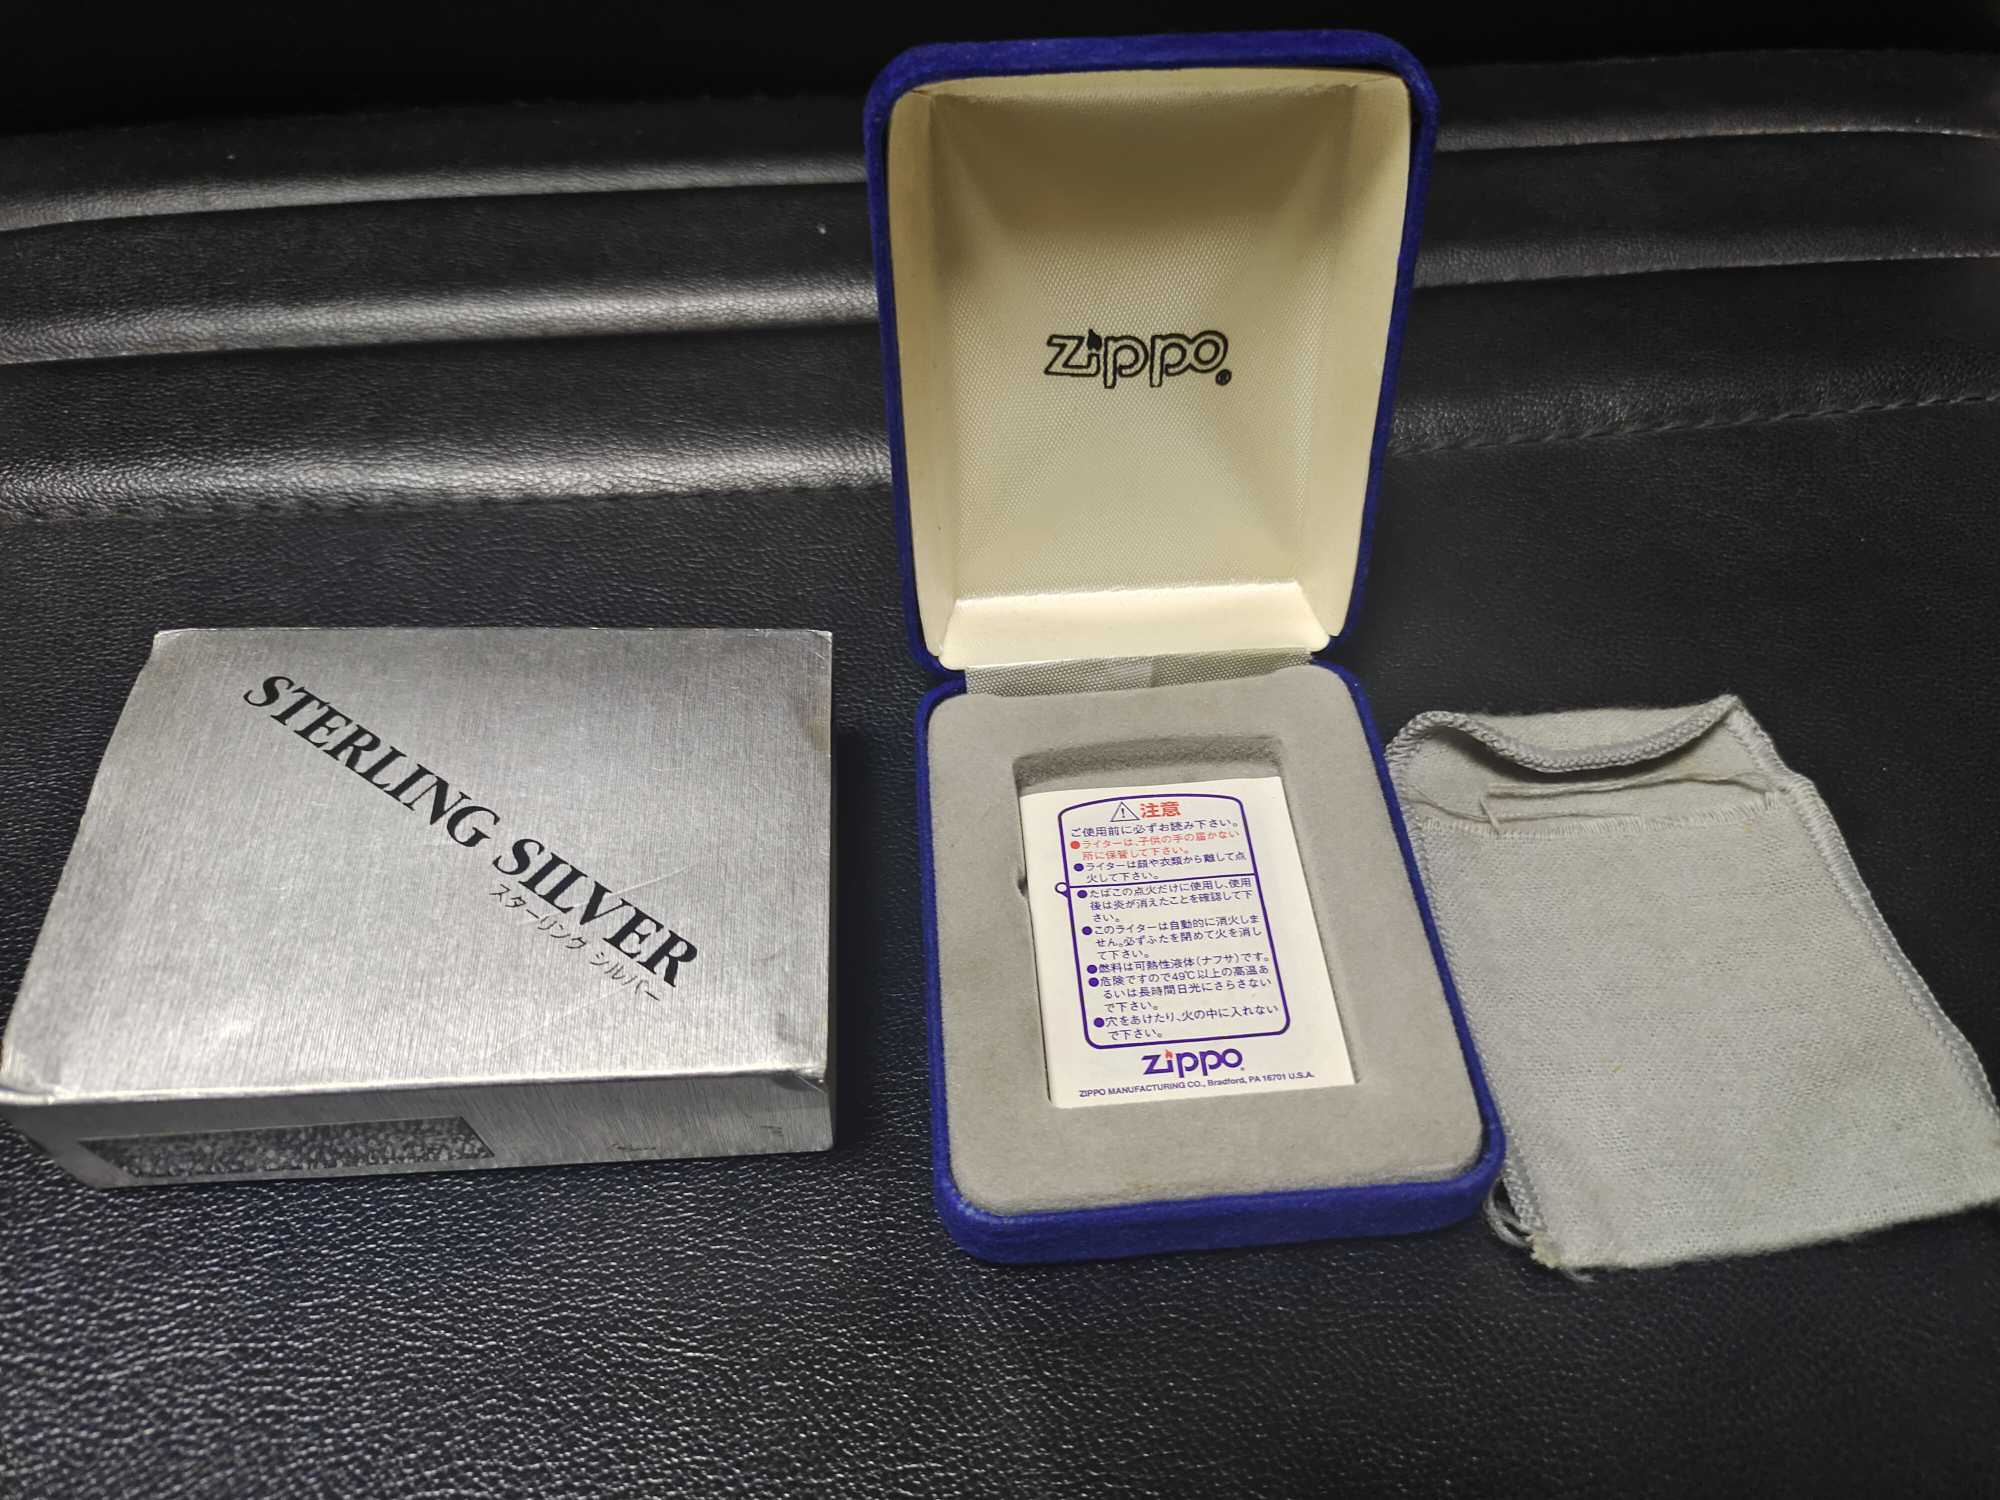 STERLING SILVER
スターリング シルバー
zippo®
注意
ご使用前に必ずお読み下さい。
●ライターは、子供の手の届かない
所に保管して下さい。
●ライターは顔や衣類から離して点
火して下さい。
●たばこの点火だけに使用し、使用
後は炎が消えたことを確認して下
さい。
●このライターは自動的に消火しま
せん。必ずふたを閉めて火を消し
て下さい。
●燃料は可熱性液体（ナフサ）です。
●危険ですので49℃以上の高温あ
るいは長時間日光にさらさない
で下さい。
●穴をあけたり、火の中に入れない
で下さい。
zippo
ZIPPO MANUFACTURING CO., Bradford, PA 16701 U.S.A.